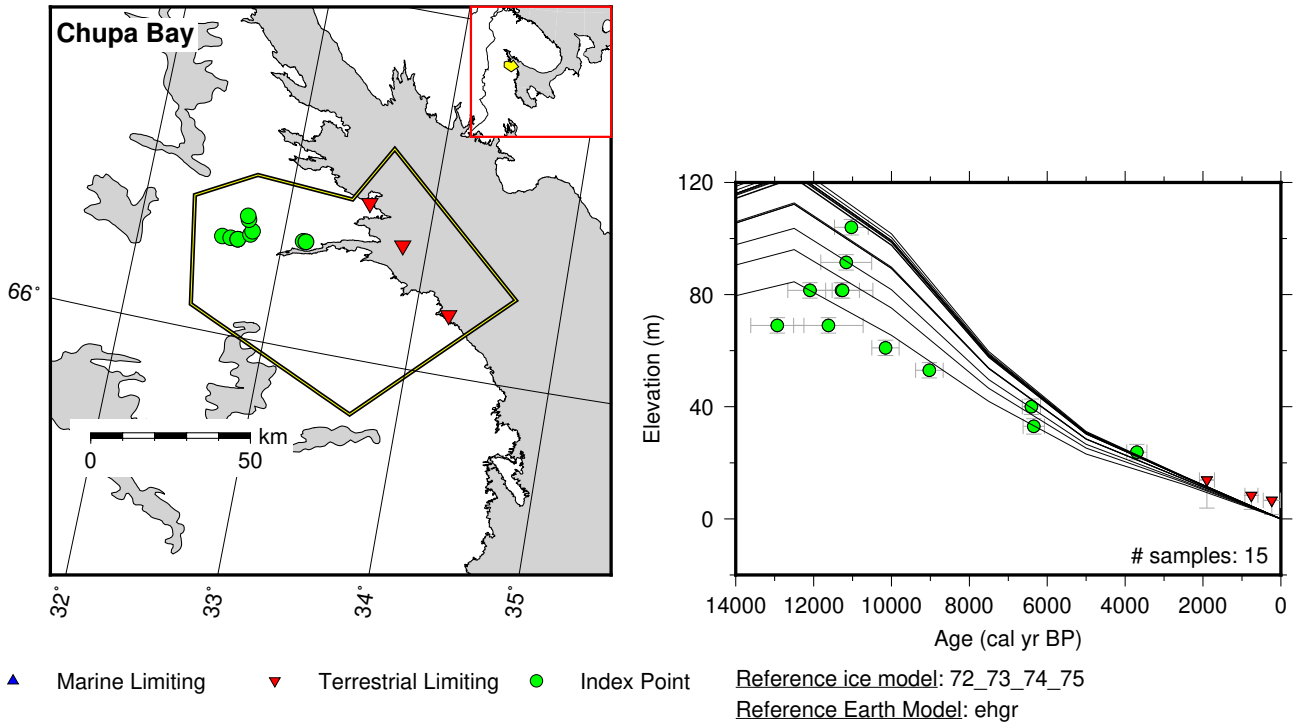 Chupa Bay
66°
km
0 50
32° 33° 34° 35°
120
80
40
0
Elevation (m)
# samples: 15
14000 12000 10000 8000 6000 4000 2000 0
Age (cal yr BP)
Marine Limiting Terrestrial Limiting Index Point
Reference ice model: 72_73_74_75
Reference Earth Model: ehgr